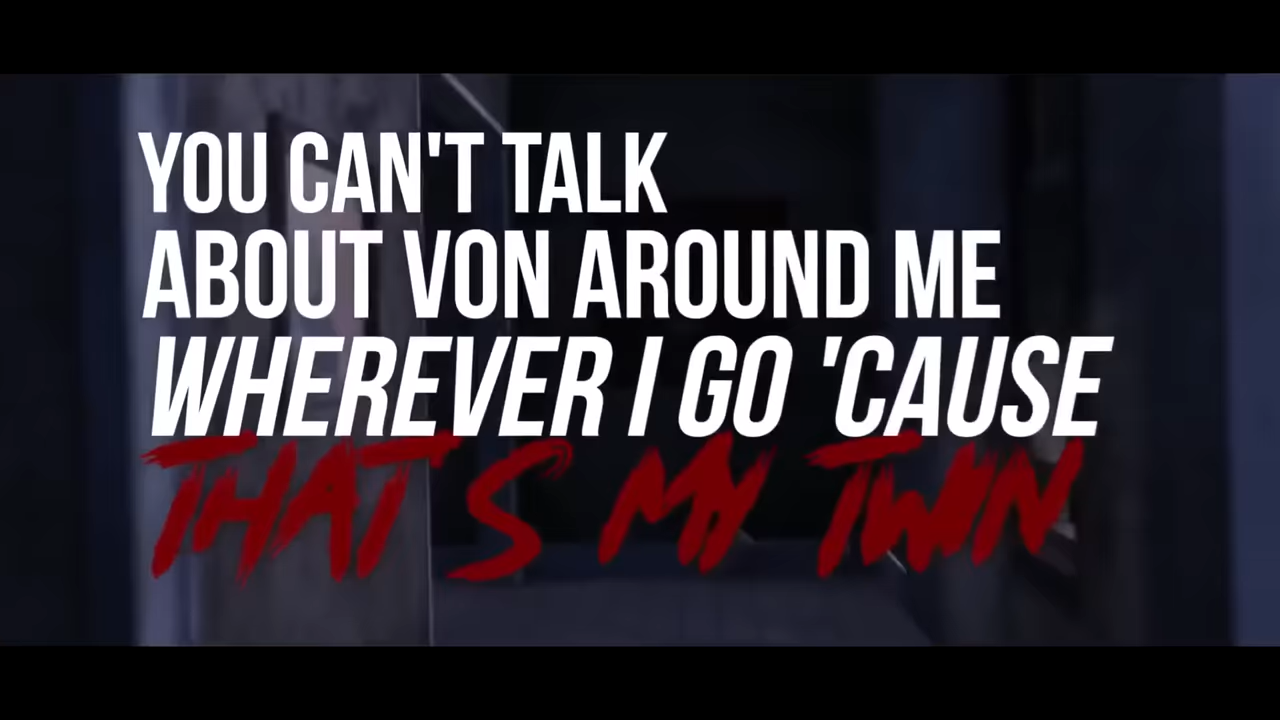 YOU CAN'T TALK
ABOUT VON AROUND ME
WHEREVER I GO 'CAUSE
THAT'S MY TWIN